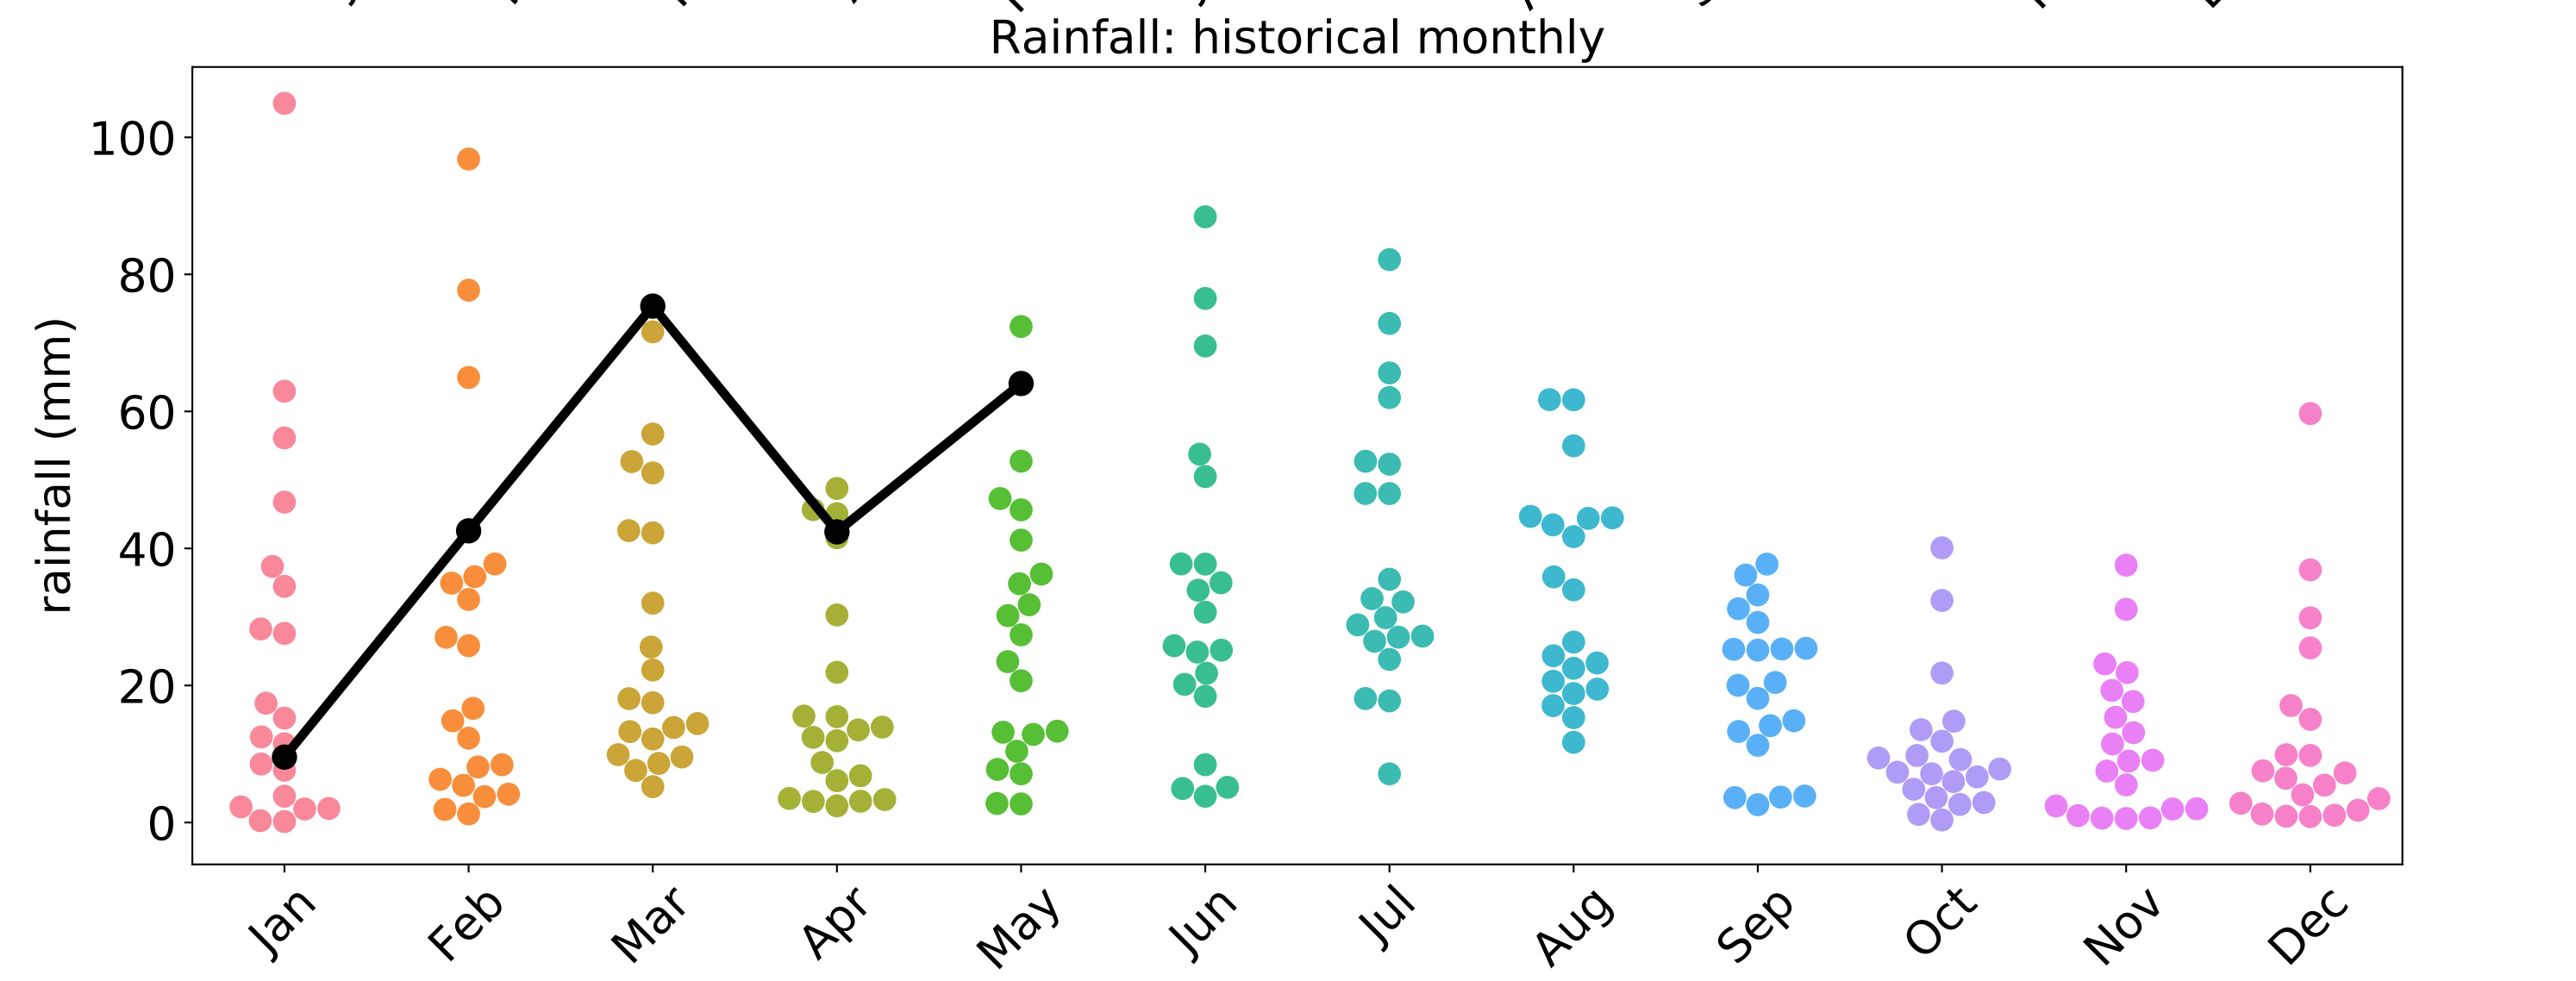 Rainfall: historical monthly
rainfall (mm)
100
80
60
40
20
0
Jan
Feb
Mar
Apr
May
Jun
Jul
Aug
Sep
Oct
Nov
Dec